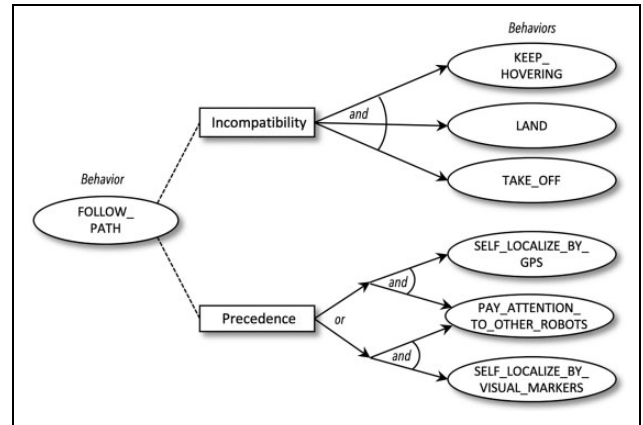 Behaviors
KEEP_
HOVERING
Incompatibility
and
LAND
TAKE_OFF
Behavior
FOLLOW_
PATH
SELF_LOCALIZE_BY_
GPS
and
Precedence
or
PAY_ATTENTION_
TO_OTHER_ROBOTS
and
SELF_LOCALIZE_BY_
VISUAL_MARKERS